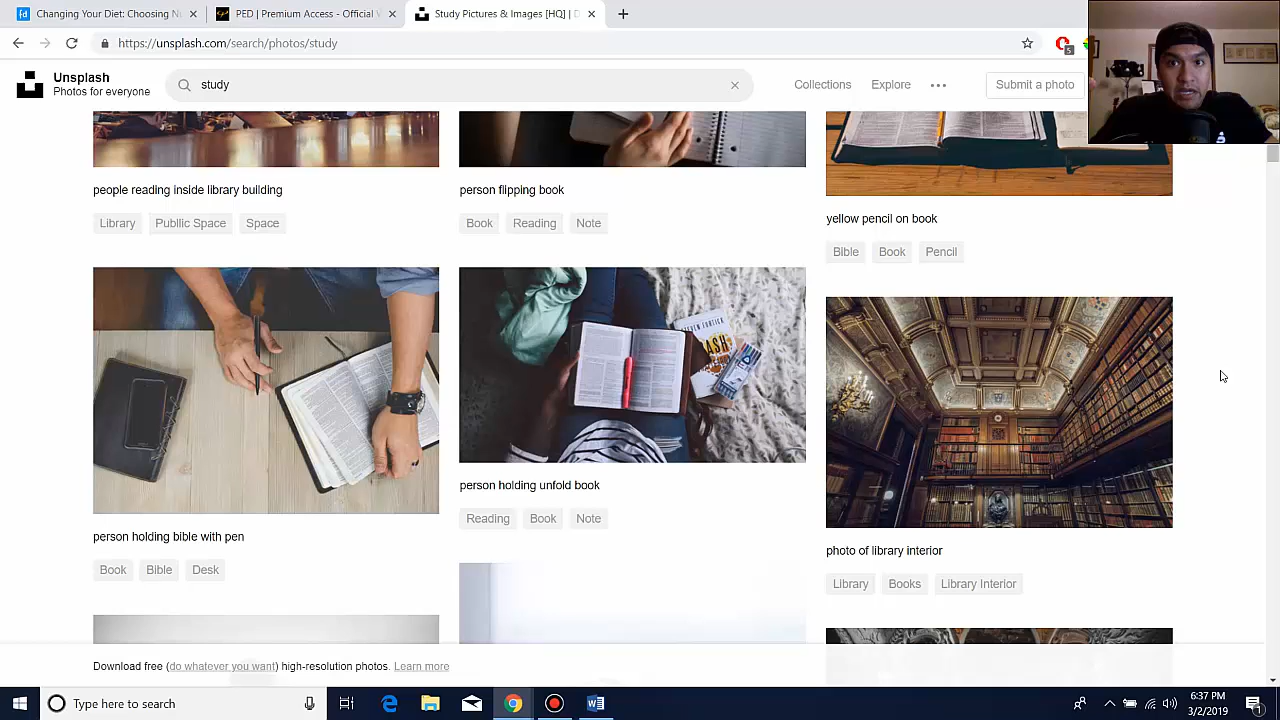 Changing Your Diet: Choosing N
PED | Premium Access - Official V
Study Pictures & Images [HQ] | D
https://unsplash.com/search/photos/study
5
Unsplash
Photos for everyone
study
Collections
Explore
Submit a photo
people reading inside library building
Library
Publlic Space
Space
person flipping book
Book
Reading
Note
yellow pencil on book
Bible
Book
Pencil
person holding bible with pen
Book
Bible
Desk
person holding unfold book
Reading
Book
Note
photo of library interior
Library
Books
Library Interior
Download free (do whatever you want) high-resolution photos. Learn more
Type here to search
6:37 PM
3/2/2019
1